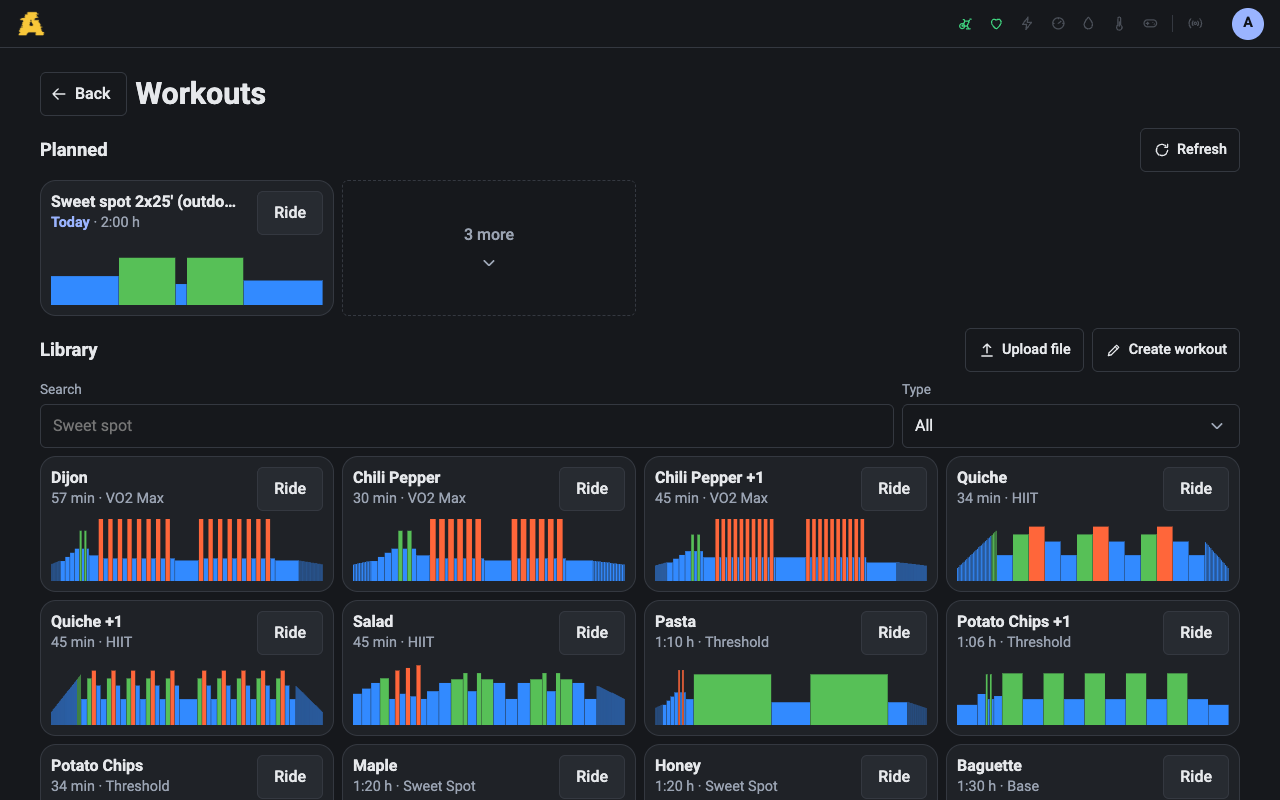 A
Back
Workouts
Planned
Refresh
Sweet spot 2x25' (outdo...
Ride
Today · 2:00 h
3 more
Library
Upload file
Create workout
Search
Type
Sweet spot
All
Dijon
57 min · VO2 Max
Ride
Chili Pepper
30 min · VO2 Max
Ride
Chili Pepper +1
45 min · VO2 Max
Ride
Quiche
34 min · HIIT
Ride
Quiche +1
45 min · HIIT
Ride
Salad
45 min · HIIT
Ride
Pasta
1:10 h · Threshold
Ride
Potato Chips +1
1:06 h · Threshold
Ride
Potato Chips
34 min · Threshold
Ride
Maple
1:20 h · Sweet Spot
Ride
Honey
1:20 h · Sweet Spot
Ride
Baguette
1:30 h · Base
Ride